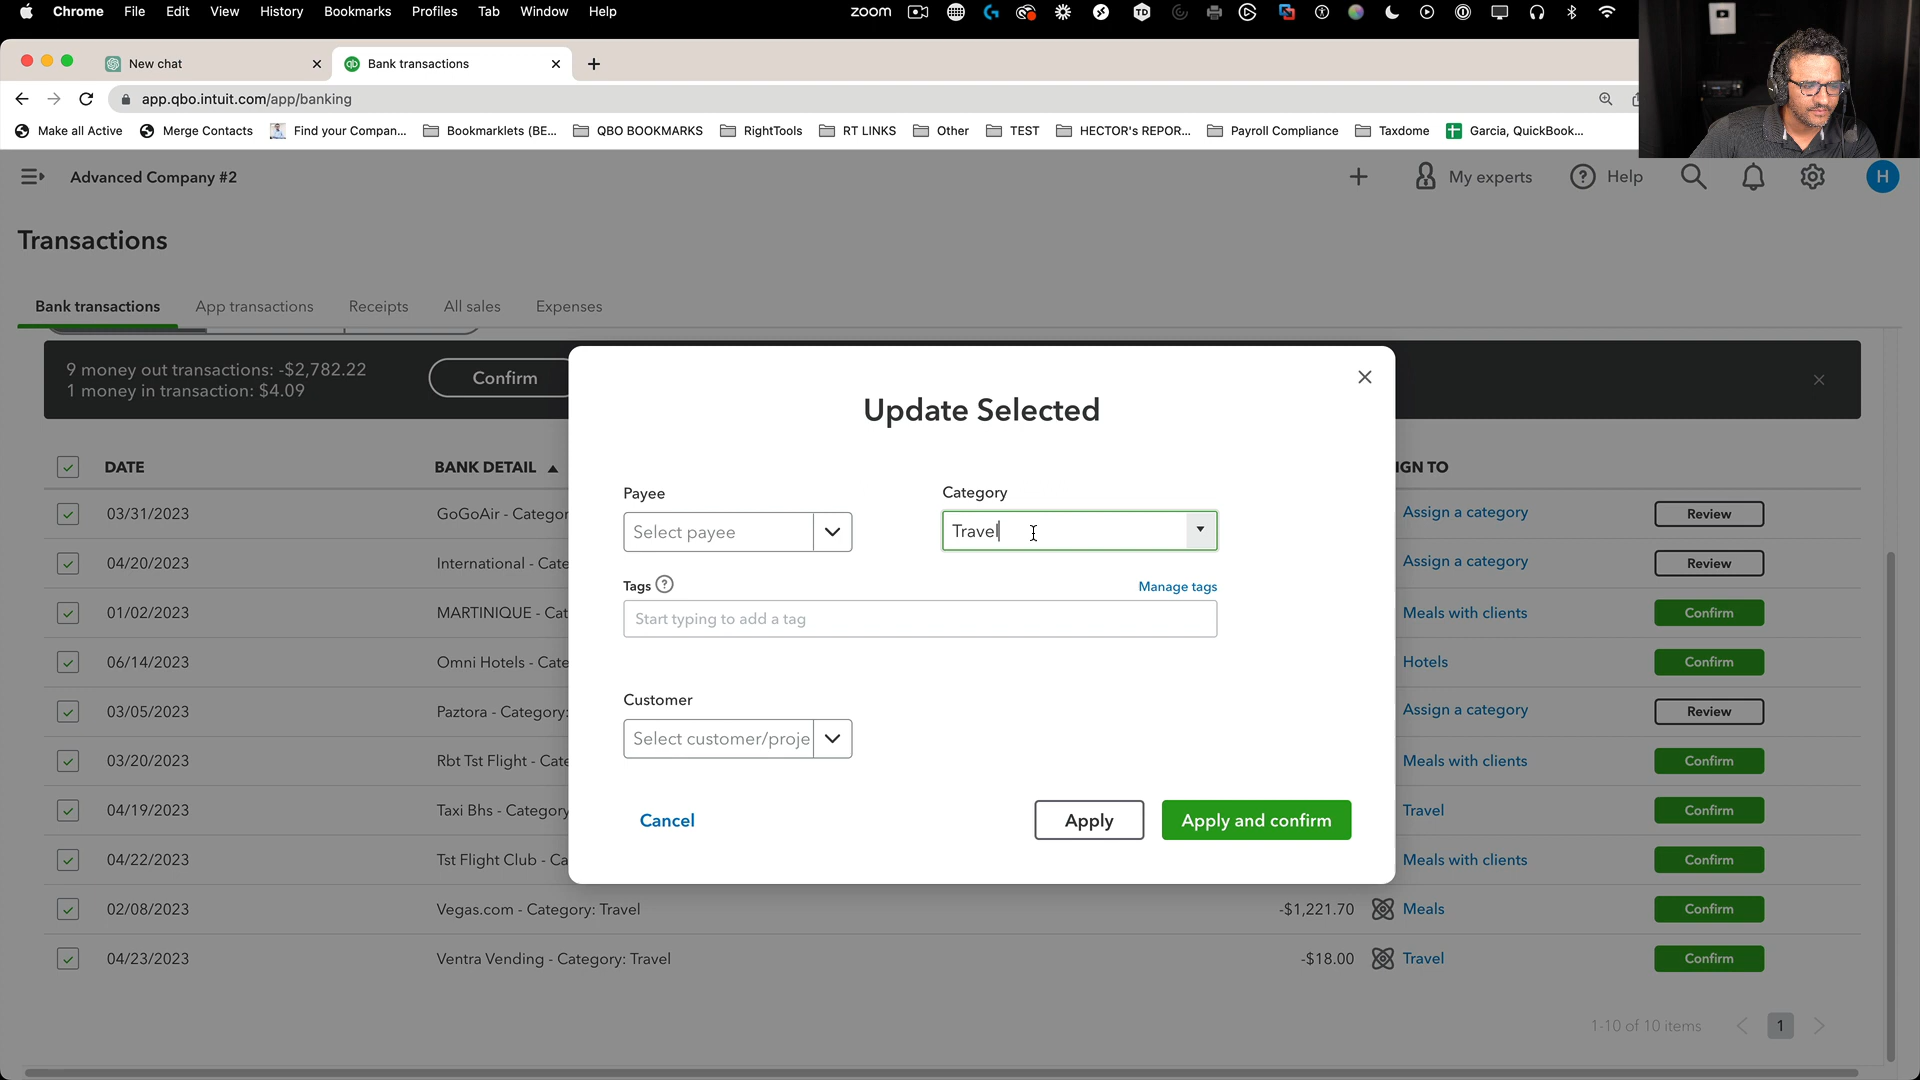 Chrome File Edit View History Bookmarks Profiles Tab Window Help zoom TD
New chat
qb Bank transactions
app.qbo.intuit.com/app/banking
Make all Active Merge Contacts Find your Compan... Bookmarklets (BE... QBO BOOKMARKS RightTools RT LINKS Other TEST HECTOR's REPOR... Payroll Compliance Taxdome Garcia, QuickBook...
Advanced Company #2 My experts Help H
Transactions
Bank transactions App transactions Receipts All sales Expenses
9 money out transactions: -$2,782.22
1 money in transaction: $4.09
Confirm
Update Selected
DATE BANK DETAIL IGN TO
Payee Category
Select payee Travel
Tags ? Manage tags
Start typing to add a tag
Customer
Select customer/proje
Cancel Apply Apply and confirm
03/31/2023 GoGoAir - Categor Assign a category Review
04/20/2023 International - Cate Assign a category Review
01/02/2023 MARTINIQUE - Cat Meals with clients Confirm
06/14/2023 Omni Hotels - Cate Hotels Confirm
03/05/2023 Paztora - Category: Assign a category Review
03/20/2023 Rbt Tst Flight - Cate Meals with clients Confirm
04/19/2023 Taxi Bhs - Category Travel Confirm
04/22/2023 Tst Flight Club - Ca Meals with clients Confirm
02/08/2023 Vegas.com - Category: Travel -$1,221.70 Meals Confirm
04/23/2023 Ventra Vending - Category: Travel -$18.00 Travel Confirm
1-10 of 10 items 1